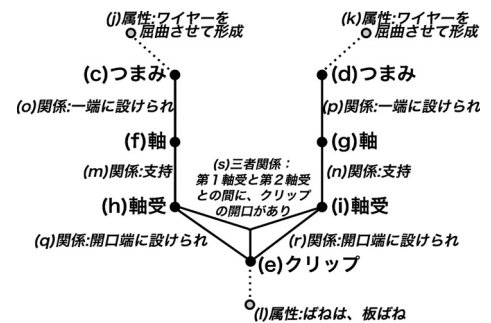 (j)属性:ワイヤーを
屈曲させて形成
(k)属性:ワイヤーを
屈曲させて形成
(c)つまみ
(d)つまみ
(o)関係:一端に設けられ
(p)関係:一端に設けられ
(f)軸
(g)軸
(s)三者関係：
第１軸受と第２軸受
との間に、クリップ
の開口があり
(m)関係:支持
(n)関係:支持
(h)軸受
(i)軸受
(q)関係:開口端に設けられ
(r)関係:開口端に設けられ
(e)クリップ
(l)属性:ばねは、板ばね